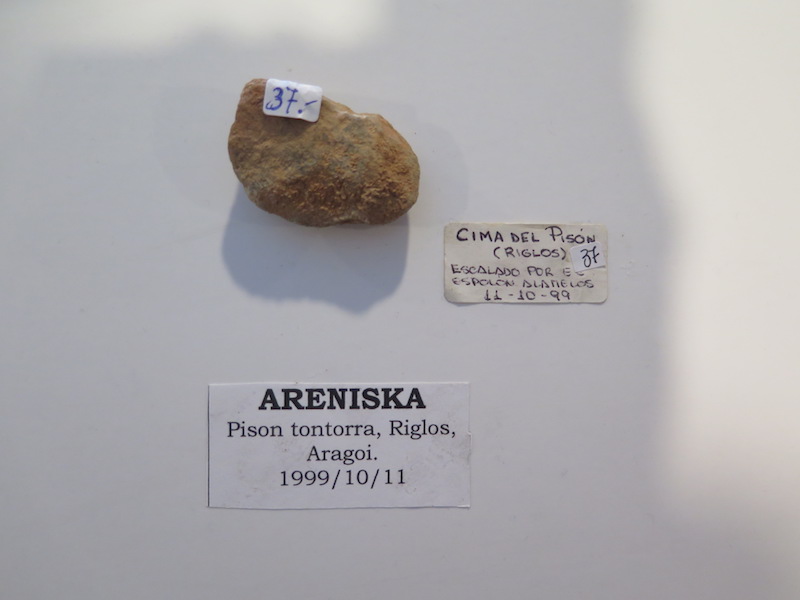 37.-
CIMA DEL PISÓN
(RIGLOS)
37
ESCALADO POR EL
ESPOLÓN ADAMELOS
11-10-99
ARENISKA
Pison tontorra, Riglos,
Aragoi.
1999/10/11